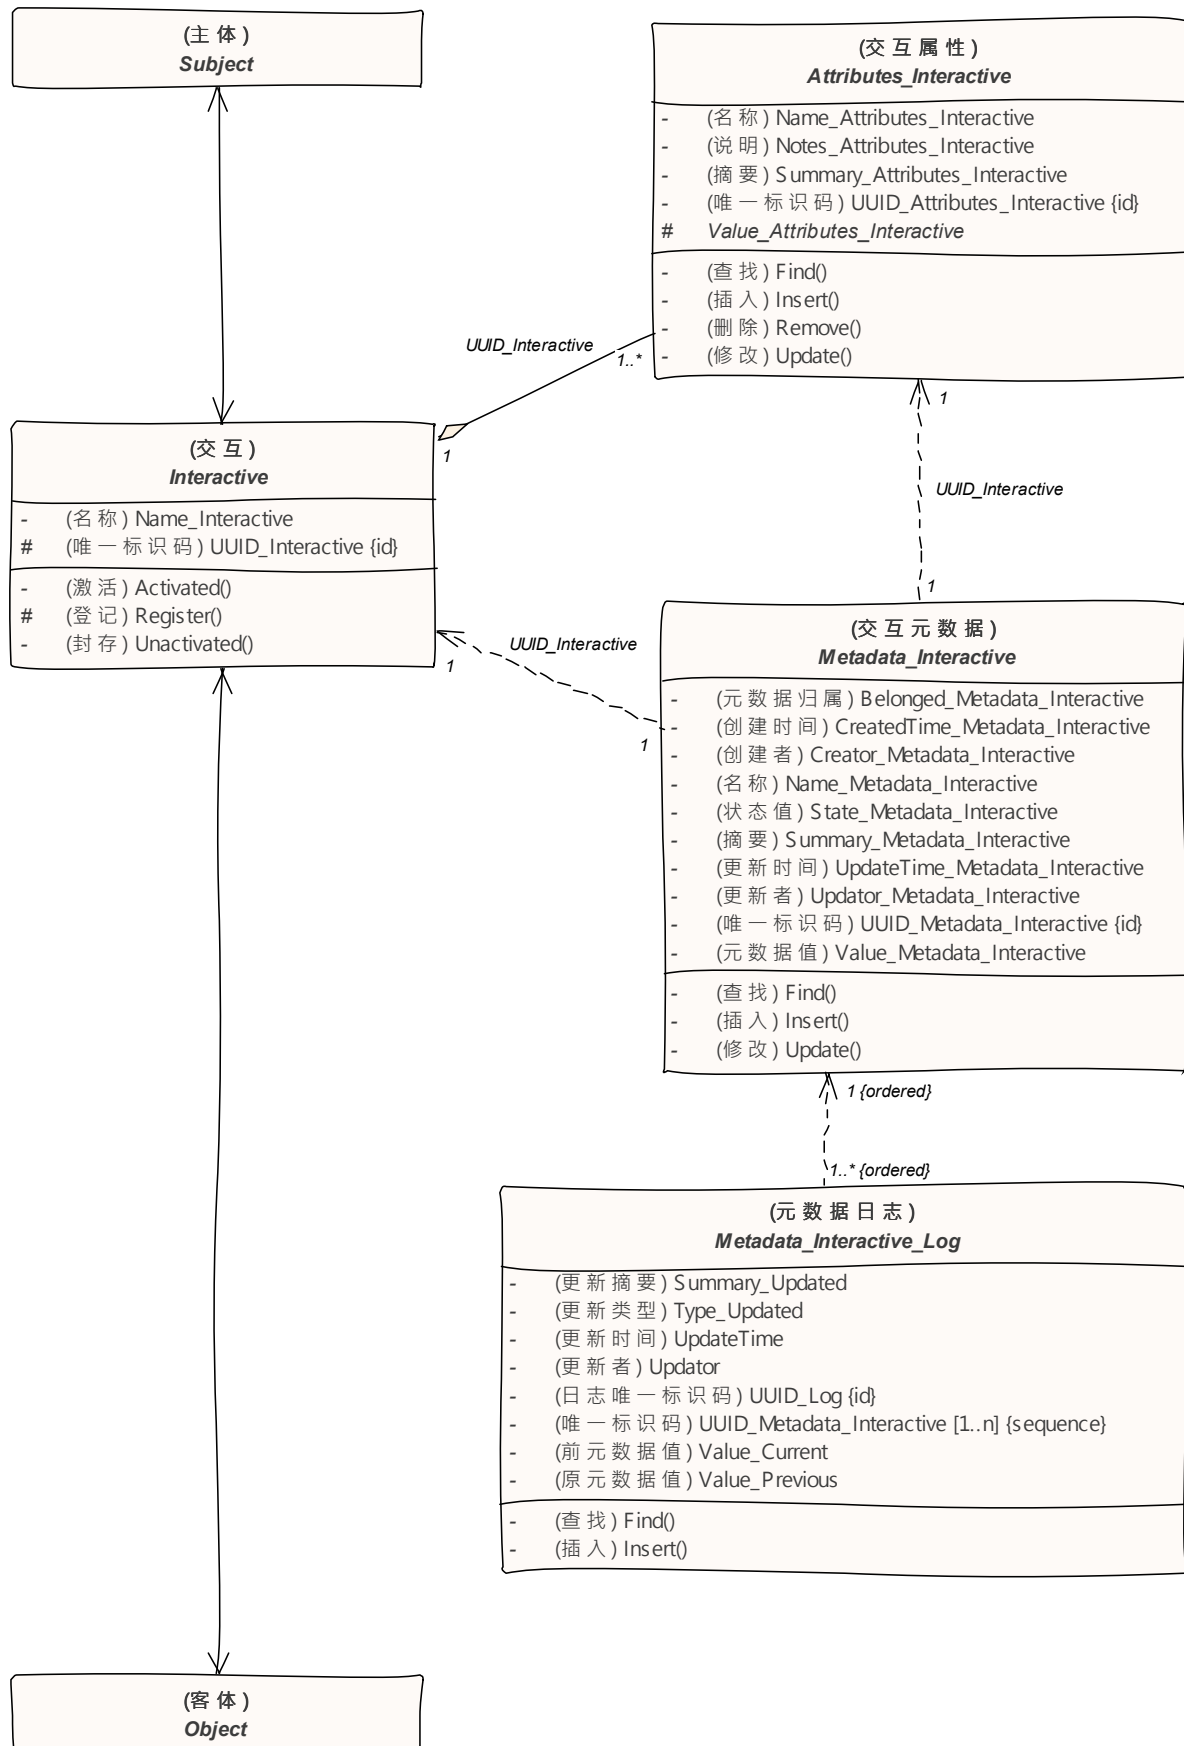 (主体)
Subject
(交互属性)
Attributes_Interactive
- (名称) Name_Attributes_Interactive
- (说明) Notes_Attributes_Interactive
- (摘要) Summary_Attributes_Interactive
- (唯一标识码) UUID_Attributes_Interactive {id}
# Value_Attributes_Interactive
- (查找) Find()
- (插入) Insert()
- (删除) Remove()
- (修改) Update()
UUID_Interactive
1..*
1
(交互)
Interactive
- (名称) Name_Interactive
# (唯一标识码) UUID_Interactive {id}
- (激活) Activated()
# (登记) Register()
- (封存) Unactivated()
1
UUID_Interactive
1
UUID_Interactive
1
1
(交互元数据)
Metadata_Interactive
- (元数据归属) Belonged_Metadata_Interactive
- (创建时间) CreatedTime_Metadata_Interactive
- (创建者) Creator_Metadata_Interactive
- (名称) Name_Metadata_Interactive
- (状态值) State_Metadata_Interactive
- (摘要) Summary_Metadata_Interactive
- (更新时间) UpdateTime_Metadata_Interactive
- (更新者) Updator_Metadata_Interactive
- (唯一标识码) UUID_Metadata_Interactive {id}
- (元数据值) Value_Metadata_Interactive
- (查找) Find()
- (插入) Insert()
- (修改) Update()
1 {ordered}
1..* {ordered}
(元数据日志)
Metadata_Interactive_Log
- (更新摘要) Summary_Updated
- (更新类型) Type_Updated
- (更新时间) UpdateTime
- (更新者) Updator
- (日志唯一标识码) UUID_Log {id}
- (唯一标识码) UUID_Metadata_Interactive [1..n] {sequence}
- (前元数据值) Value_Current
- (原元数据值) Value_Previous
- (查找) Find()
- (插入) Insert()
(客体)
Object